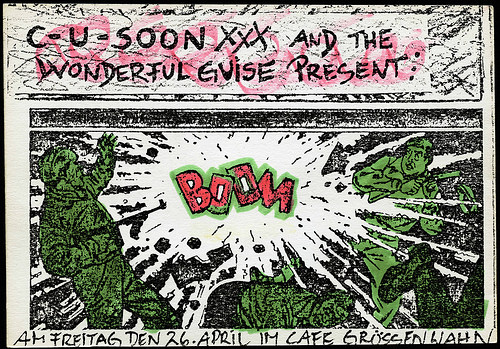 C-U-SOON XXX AND THE
WONDERFUL GUISE PRESENT:
BOOM
AM FREITAG DEN 26. APRIL IM CAFE GRÖSSENWAHN